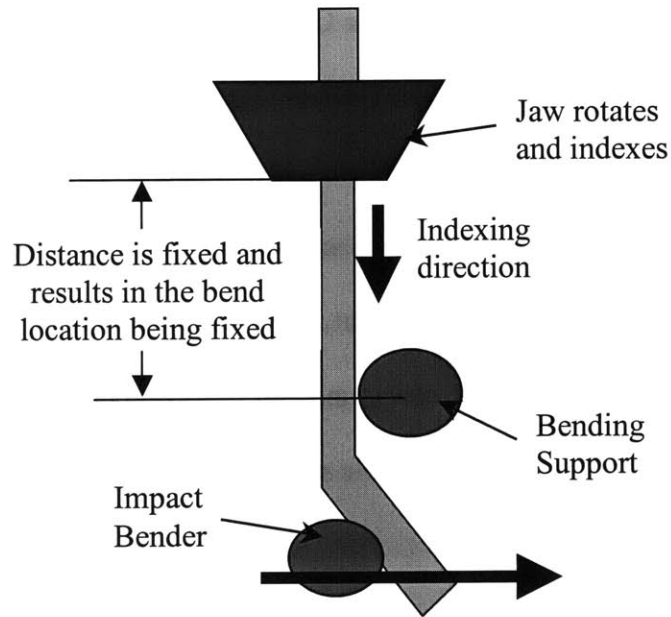 Jaw rotates
and indexes
Distance is fixed and
results in the bend
location being fixed
Indexing
direction
Bending
Support
Impact
Bender